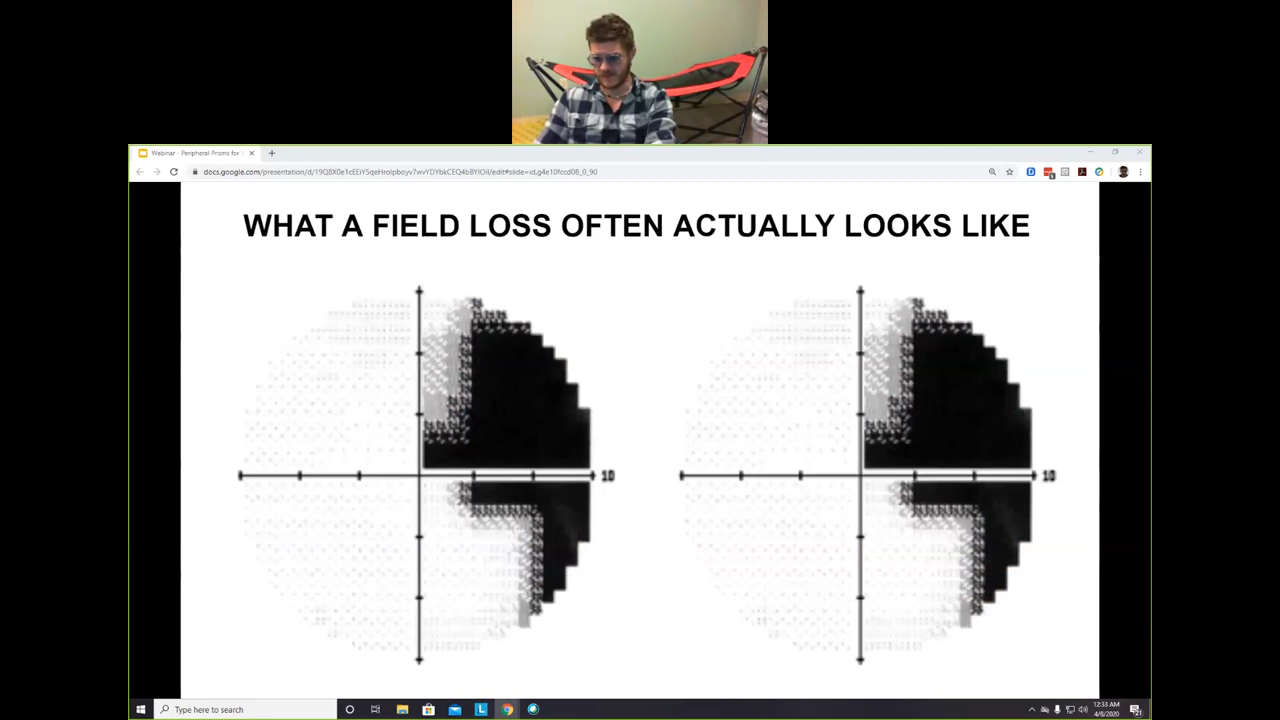 Webinar - Peripheral Prisms for
WHAT A FIELD LOSS OFTEN ACTUALLY LOOKS LIKE
10
10
Type here to search
L
12:33 AM
4/8/2020